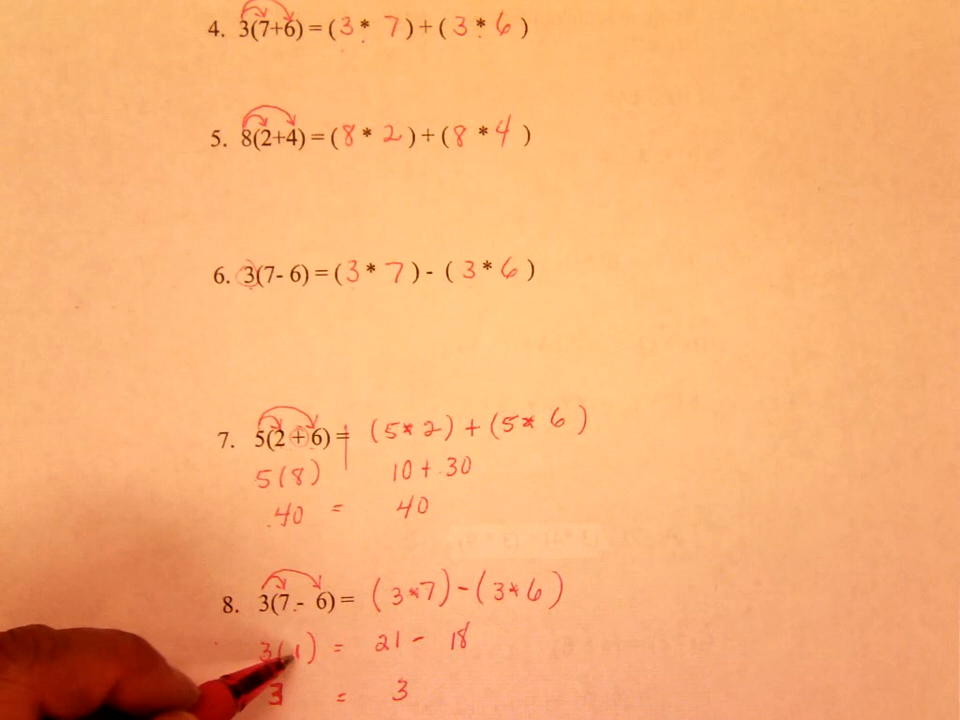 4. 3(7+6) = (3 * 7) + (3 * 6)
5. 8(2+4) = (8 * 2) + (8 * 4)
6. 3(7- 6) = (3 * 7) - (3 * 6)
7. 5(2 + 6) = (5 * 2) + (5 * 6)
5(8) 10 + 30
40 = 40
8. 3(7 - 6) = (3 * 7) - (3 * 6)
3(1) = 21 - 18
3 = 3